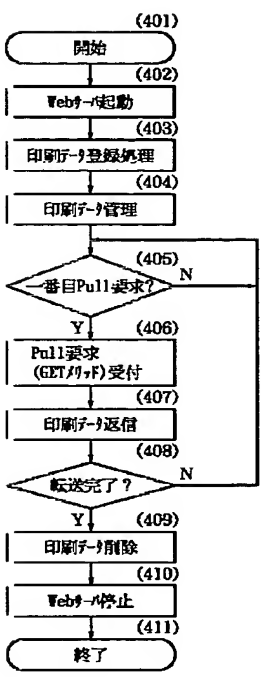 (401)
開始
(402)
Webサーバ起動
(403)
印刷データ登録処理
(404)
印刷データ管理
(405)
一番目Pull要求?
N
Y
(406)
Pull要求
(GETメソッド)受付
(407)
印刷データ返信
(408)
転送完了?
N
Y
(409)
印刷データ削除
(410)
Webサーバ停止
(411)
終了